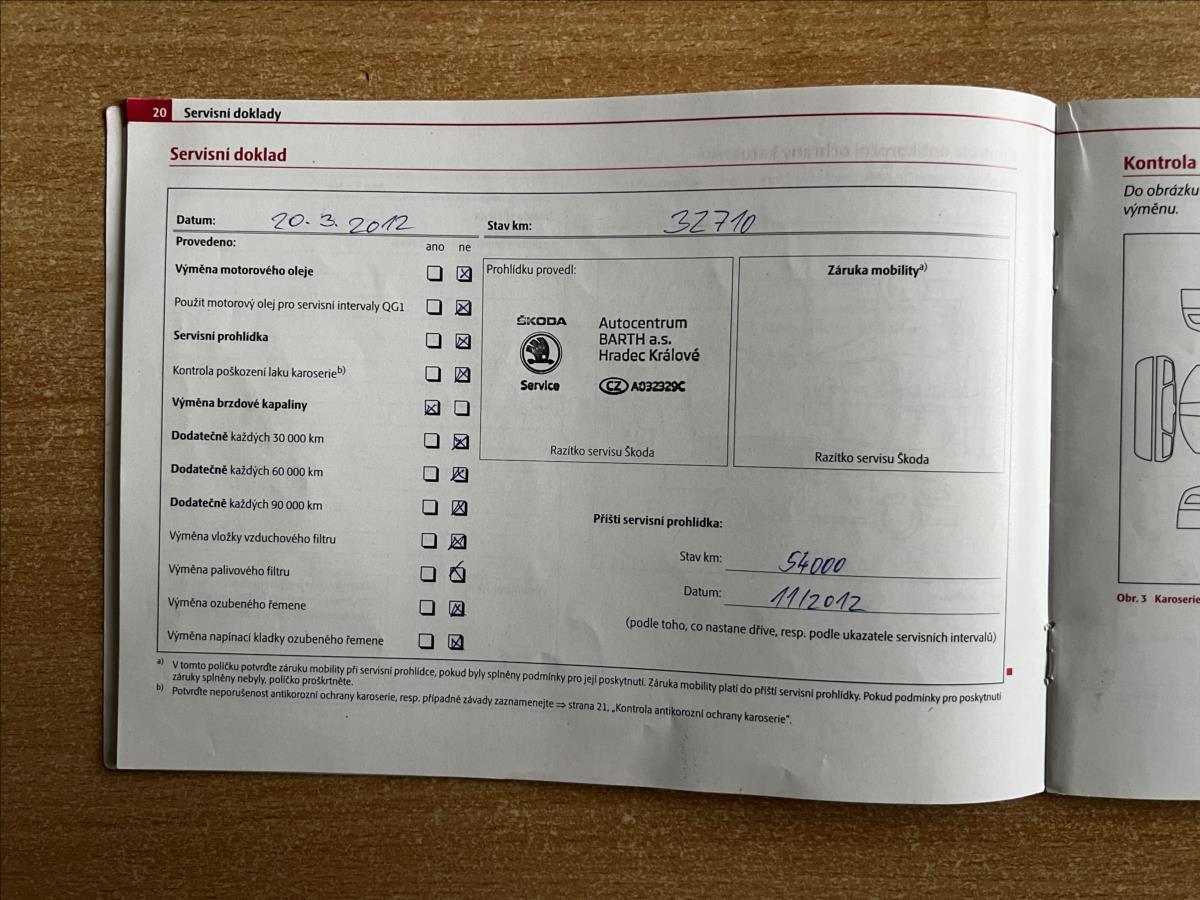 20 Servisní doklady
Servisní doklad
Datum: 20. 3. 2012 Stav km: 32710
Provedeno: ano ne
Výměna motorového oleje
Použit motorový olej pro servisní intervaly QG1
Servisní prohlídka
Kontrola poškození laku karoserie b)
Výměna brzdové kapaliny
Dodatečně každých 30 000 km
Dodatečně každých 60 000 km
Dodatečně každých 90 000 km
Výměna vložky vzduchového filtru
Výměna palivového filtru
Výměna ozubeného řemene
Výměna napínací kladky ozubeného řemene
Prohlídku provedl:
ŠKODA
Service
Autocentrum
BARTH a.s.
Hradec Králové
CZ A032329C
Razítko servisu Škoda
Záruka mobility a)
Razítko servisu Škoda
Příští servisní prohlídka:
Stav km: 54000
Datum: 11/2012
(podle toho, co nastane dříve, resp. podle ukazatele servisních intervalů)
a) V tomto políčku potvrďte záruku mobility při servisní prohlídce, pokud byly splněny podmínky pro její poskytnutí. Záruka mobility platí do příští servisní prohlídky. Pokud podmínky pro poskytnutí
záruky splněny nebyly, políčko proškrtněte.
b) Potvrďte neporušenost antikorozní ochrany karoserie, resp. případné závady zaznamenejte ⇒ strana 21, „Kontrola antikorozní ochrany karoserie“.
Kontrola
Do obrázku
výměnu.
Obr. 3 Karoserie